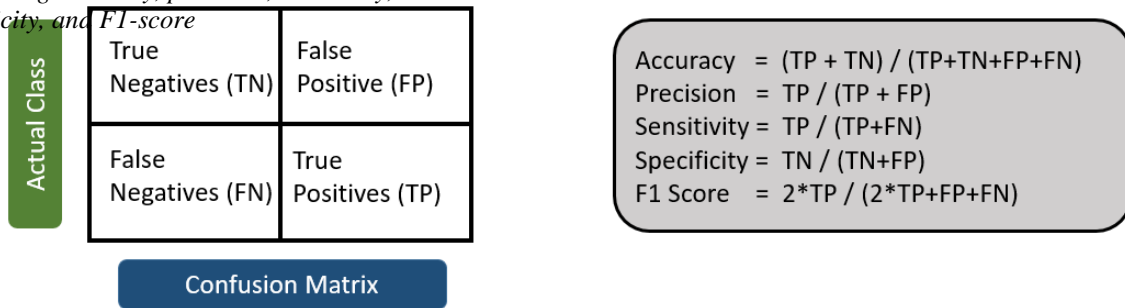 icity, and F1-score
Actual Class
True
Negatives (TN)
False
Positive (FP)
False
Negatives (FN)
True
Positives (TP)
Confusion Matrix
Accuracy = (TP + TN) / (TP+TN+FP+FN)
Precision = TP / (TP + FP)
Sensitivity = TP / (TP+FN)
Specificity = TN / (TN+FP)
F1 Score = 2*TP / (2*TP+FP+FN)